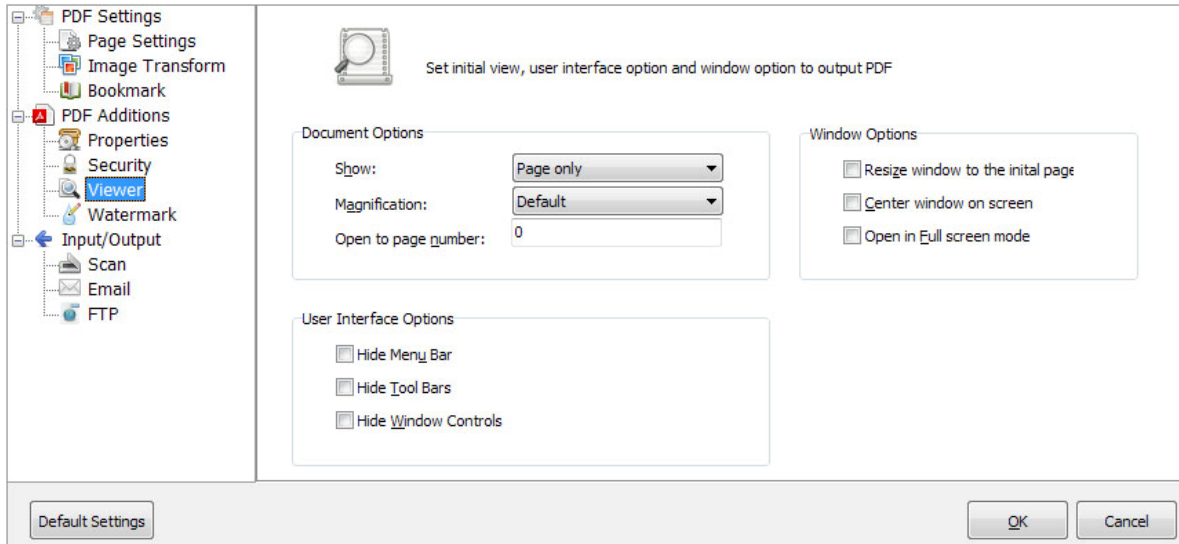 PDF Settings
Page Settings
Image Transform
Bookmark
PDF Additions
Properties
Security
Viewer
Watermark
Input/Output
Scan
Email
FTP
Set initial view, user interface option and window option to output PDF
Document Options
Show: Page only
Magnification: Default
Open to page number: 0
Window Options
Resize window to the inital page
Center window on screen
Open in Full screen mode
User Interface Options
Hide Menu Bar
Hide Tool Bars
Hide Window Controls
Default Settings
OK
Cancel